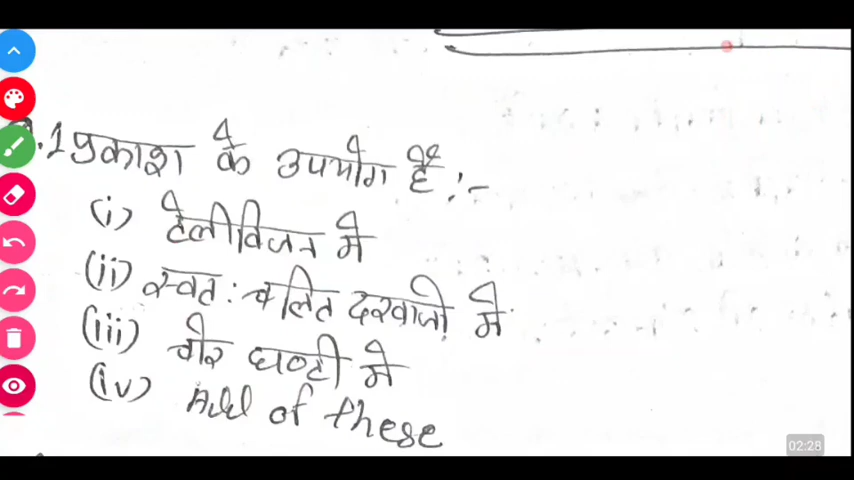 प्र.1 प्रकाश के उपयोग हैं :-
(i) टेलीविजन में
(ii) स्वत: चलित दरवाजों में
(iii) चोर घण्टी में
(iv) All of these
02:28